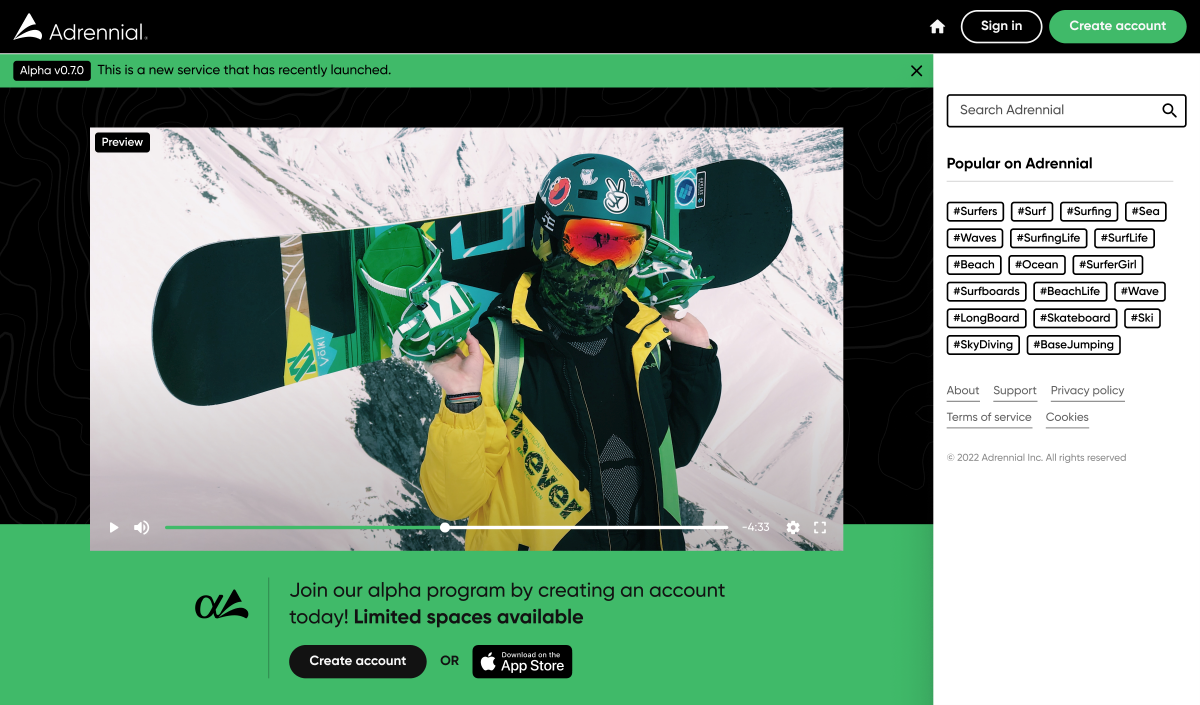 Adrennial
Sign in
Create account
Alpha v0.7.0
This is a new service that has recently launched.
Search Adrennial
Preview
Popular on Adrennial
#Surfers #Surf #Surfing #Sea
#Waves #SurfingLife #SurfLife
#Beach #Ocean #SurferGirl
#Surfboards #BeachLife #Wave
#LongBoard #Skateboard #Ski
#SkyDiving #BaseJumping
Völkl
About Support Privacy policy
Terms of service Cookies
© 2022 Adrennial Inc. All rights reserved
-4:33
Join our alpha program by creating an account
today! Limited spaces available
Create account
OR
Download on the
App Store